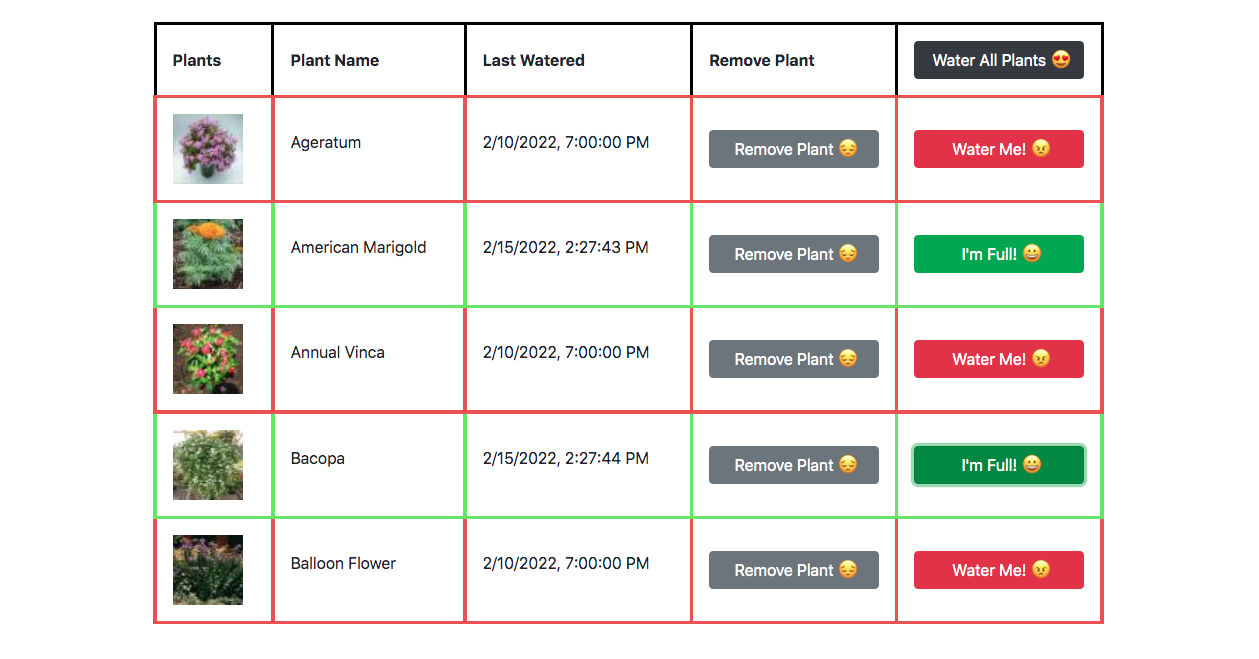 Plants Plant Name Last Watered Remove Plant Water All Plants 😍
Ageratum 2/10/2022, 7:00:00 PM Remove Plant 😔 Water Me! 😠
American Marigold 2/15/2022, 2:27:43 PM Remove Plant 😔 I'm Full! 😀
Annual Vinca 2/10/2022, 7:00:00 PM Remove Plant 😔 Water Me! 😠
Bacopa 2/15/2022, 2:27:44 PM Remove Plant 😔 I'm Full! 😀
Balloon Flower 2/10/2022, 7:00:00 PM Remove Plant 😔 Water Me! 😠